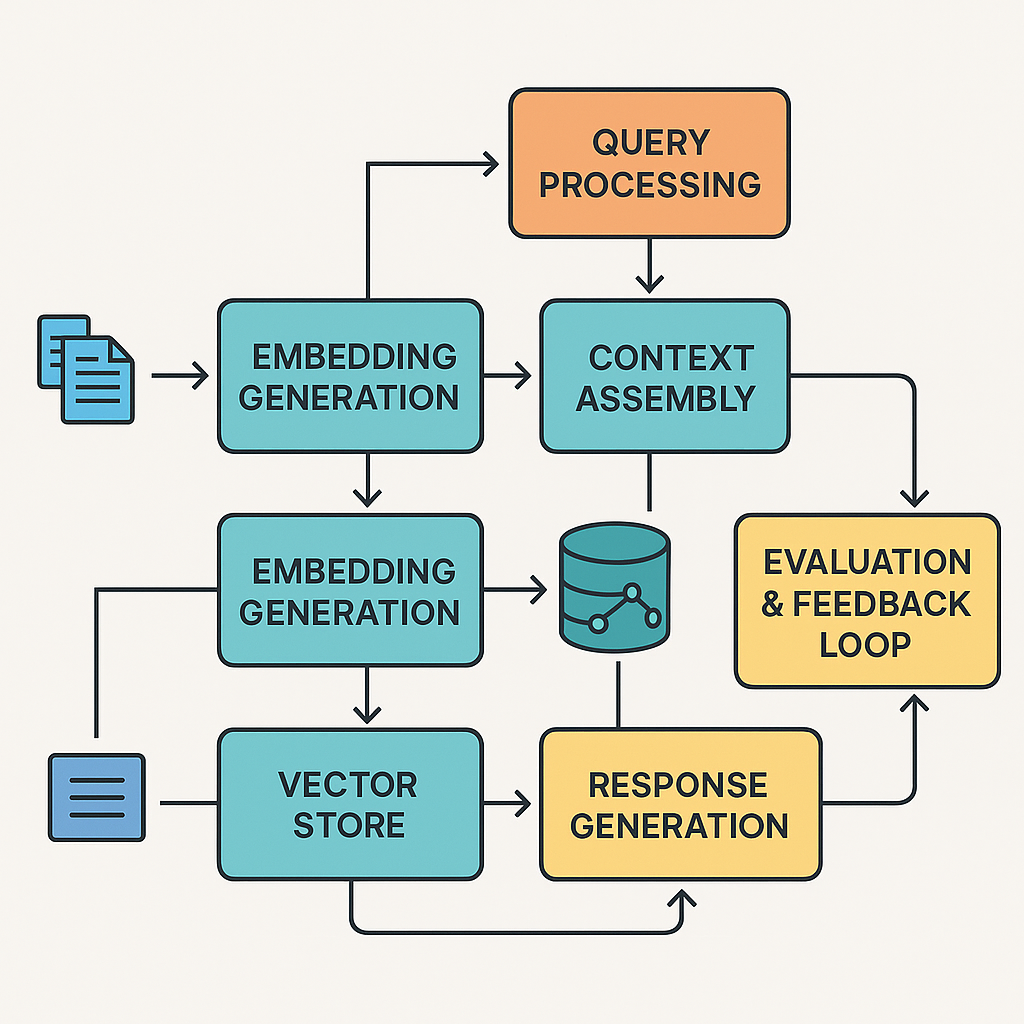 QUERY
PROCESSING
EMBEDDING
GENERATION
CONTEXT
ASSEMBLY
EMBEDDING
GENERATION
EVALUATION
& FEEDBACK
LOOP
VECTOR
STORE
RESPONSE
GENERATION